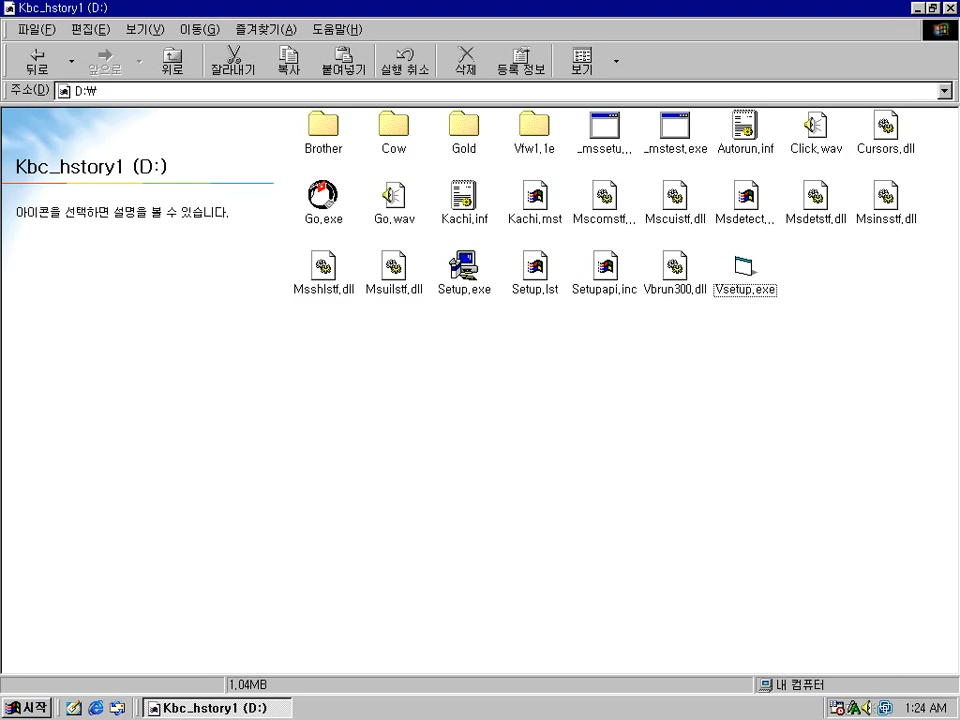 Kbc_hstory1 (D:)
파일(F) 편집(E) 보기(V) 이동(G) 즐겨찾기(A) 도움말(H)
뒤로 앞으로 위로 잘라내기 복사 붙여넣기 실행 취소 삭제 등록 정보 보기
주소(D) D:₩
Kbc_hstory1 (D:)
아이콘을 선택하면 설명을 볼 수 있습니다.
Brother Cow Gold Vfw1.1e _mssetu... _mstest.exe Autorun.inf Click.wav Cursors.dll
Go.exe Go.wav Kachi.inf Kachi.mst Mscomstf,... Mscuistf.dll Msdetect,... Msdetstf.dll Msinsstf.dll
Msshlstf.dll Msuilstf.dll Setup.exe Setup.lst Setupapi.inc Vbrun300.dll Vsetup.exe
1.04MB 내 컴퓨터
시작 Kbc_hstory1 (D:) 1:24 AM